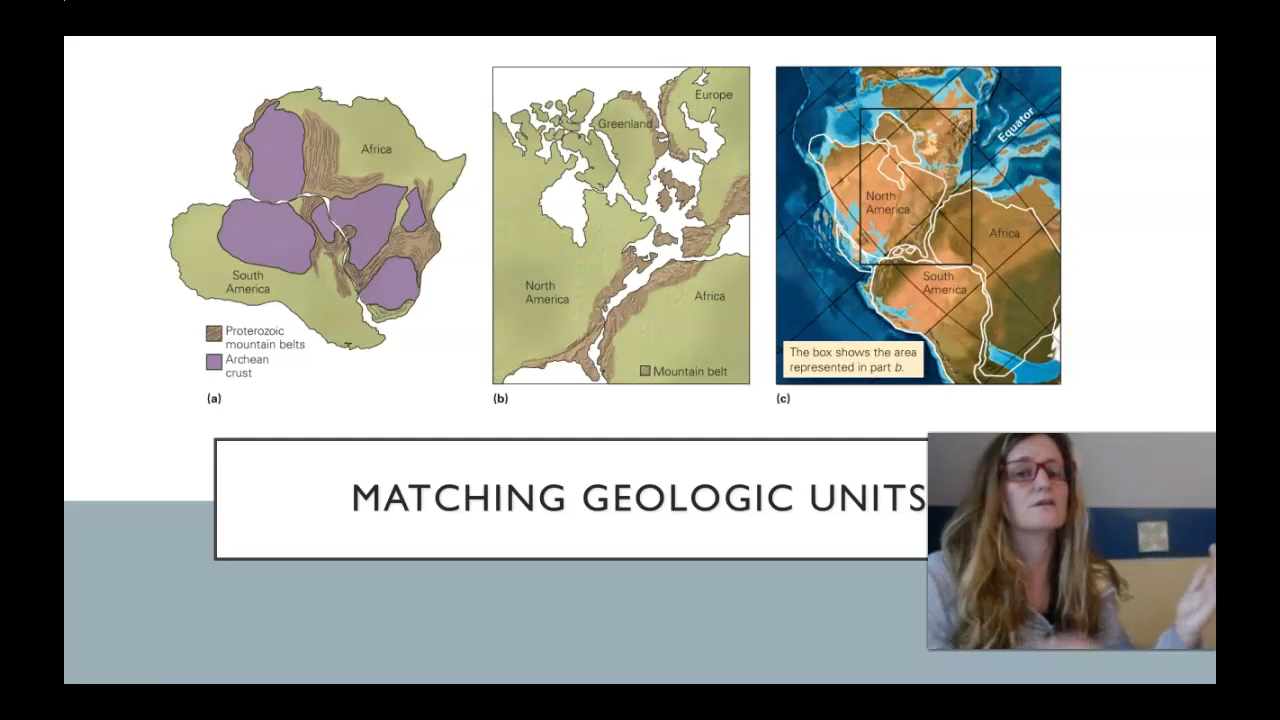 Africa
South
America
Proterozoic
mountain belts
Archean
crust
(a)
Europe
Greenland
North
America
Africa
Mountain belt
(b)
Equator
North
America
Africa
South
America
The box shows the area
represented in part b.
(c)
MATCHING GEOLOGIC UNITS